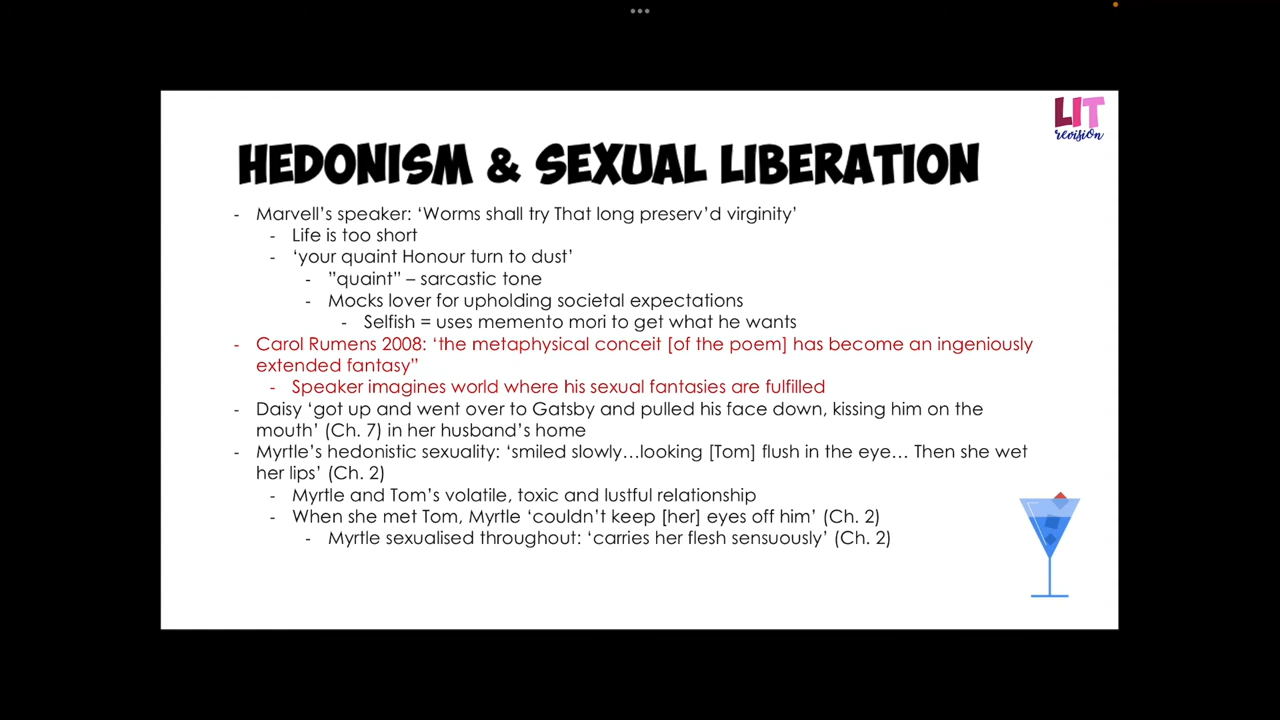 LIT
revision
HEDONISM & SEXUAL LIBERATION
- Marvell’s speaker: ‘Worms shall try That long preserv’d virginity’
- Life is too short
- ‘your quaint Honour turn to dust’
- ”quaint” – sarcastic tone
- Mocks lover for upholding societal expectations
- Selfish = uses memento mori to get what he wants
- Carol Rumens 2008: ‘the metaphysical conceit [of the poem] has become an ingeniously
extended fantasy”
- Speaker imagines world where his sexual fantasies are fulfilled
- Daisy ‘got up and went over to Gatsby and pulled his face down, kissing him on the
mouth’ (Ch. 7) in her husband’s home
- Myrtle’s hedonistic sexuality: ‘smiled slowly…looking [Tom] flush in the eye… Then she wet
her lips’ (Ch. 2)
- Myrtle and Tom’s volatile, toxic and lustful relationship
- When she met Tom, Myrtle ‘couldn’t keep [her] eyes off him’ (Ch. 2)
- Myrtle sexualised throughout: ‘carries her flesh sensuously’ (Ch. 2)